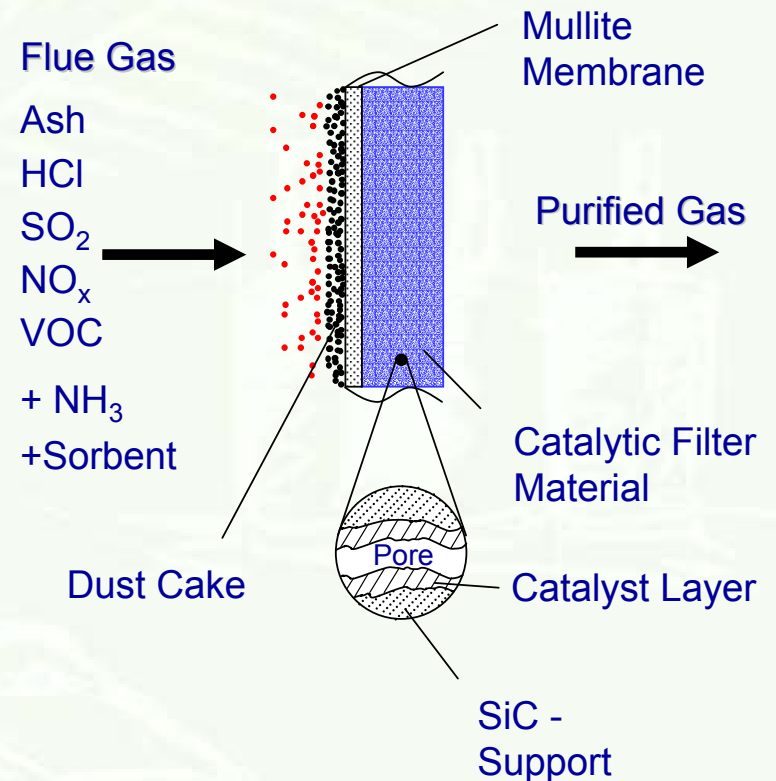 Flue Gas
Ash
HCl
SO₂
NOₓ
VOC
+ NH₃
+Sorbent
Mullite
Membrane
Purified Gas
Catalytic Filter
Material
Dust Cake
Pore
Catalyst Layer
SiC -
Support